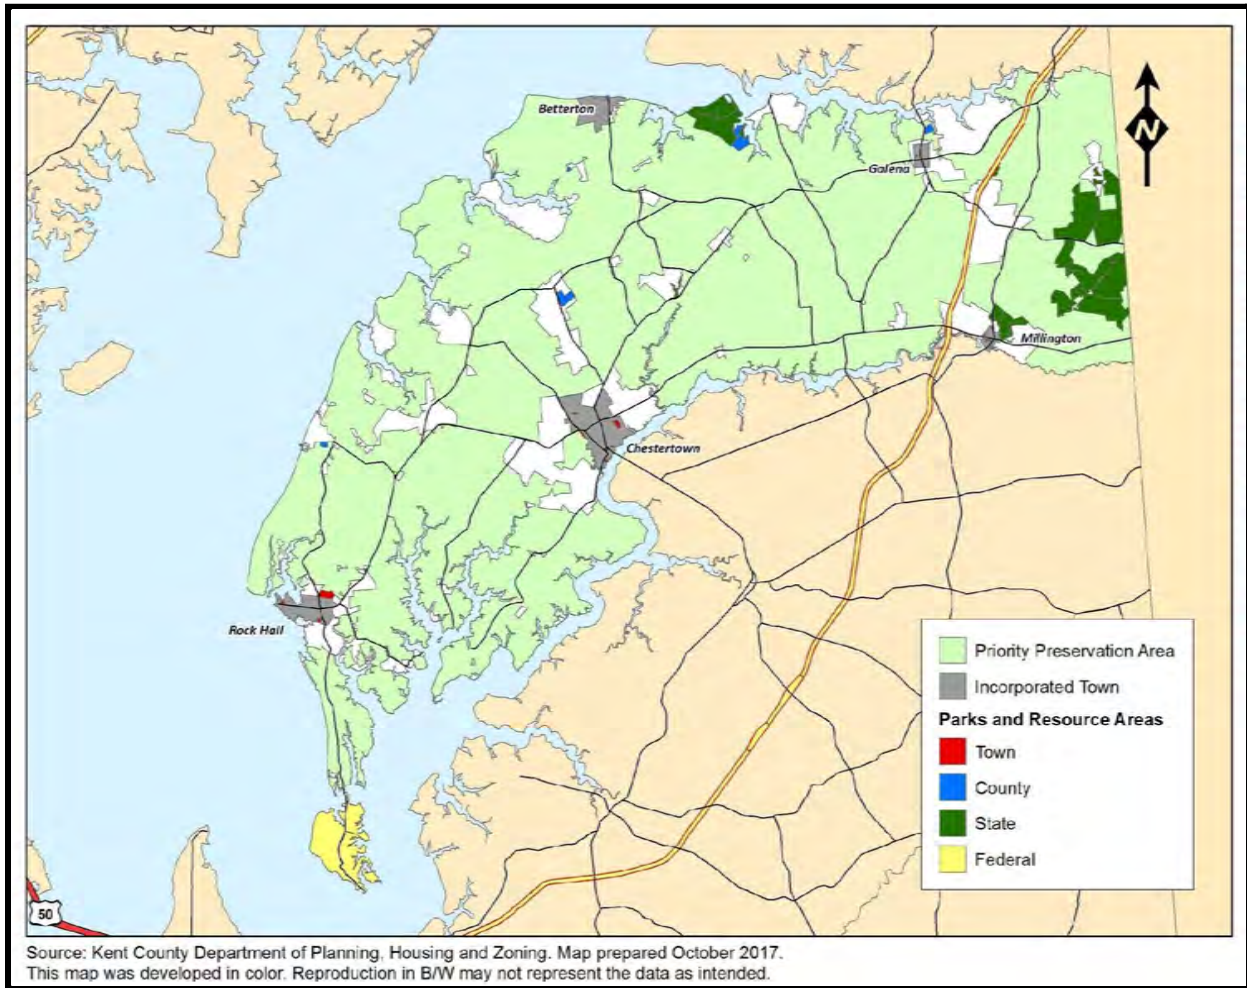 Betterton
Galena
Millington
Chestertown
Rock Hall
N
50
Priority Preservation Area
Incorporated Town
Parks and Resource Areas
Town
County
State
Federal
Source: Kent County Department of Planning, Housing and Zoning. Map prepared October 2017.
This map was developed in color. Reproduction in B/W may not represent the data as intended.